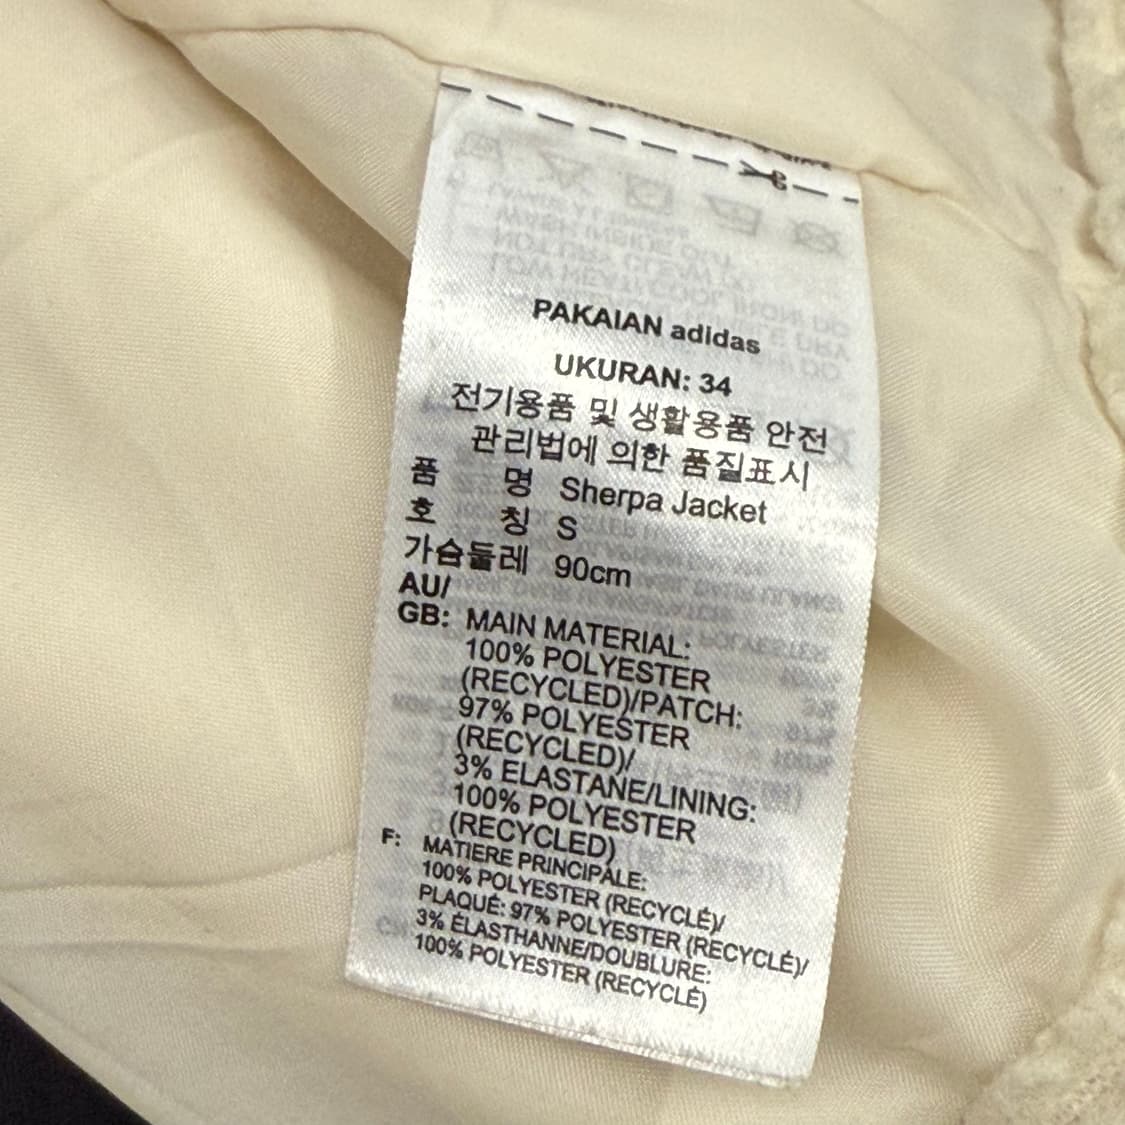 PAKAIAN adidas
UKURAN: 34
전기용품 및 생활용품 안전
관리법에 의한 품질표시
품 명 Sherpa Jacket
호 칭 S
가슴둘레 90cm
AU/
GB: MAIN MATERIAL:
100% POLYESTER
(RECYCLED)/PATCH:
97% POLYESTER
(RECYCLED)/
3% ELASTANE/LINING:
100% POLYESTER
(RECYCLED)
F: MATIERE PRINCIPALE:
100% POLYESTER (RECYCLÉ)/
PLAQUÉ: 97% POLYESTER (RECYCLÉ)/
3% ÉLASTHANNE/DOUBLURE:
100% POLYESTER (RECYCLÉ)